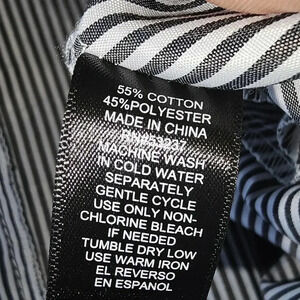 55% COTTON
45%POLYESTER
MADE IN CHINA
MACHINE WASH
IN COLD WATER
SEPARATELY
GENTLE CYCLE
USE ONLY NON-
CHLORINE BLEACH
IF NEEDED
TUMBLE DRY LOW
USE WARM IRON
EL REVERSO
EN ESPANOL